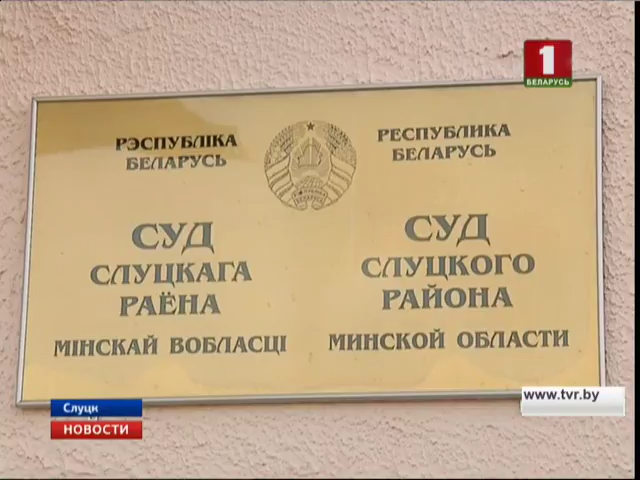 1
БЕЛАРУСЬ
РЭСПУБЛІКА
БЕЛАРУСЬ
СУД
СЛУЦКАГА
РАЁНА
МІНСКАЙ ВОБЛАСЦІ
РЕСПУБЛИКА
БЕЛАРУСЬ
СУД
СЛУЦКОГО
РАЙОНА
МИНСКОЙ ОБЛАСТИ
www.tvr.by
Слуцк
НОВОСТИ